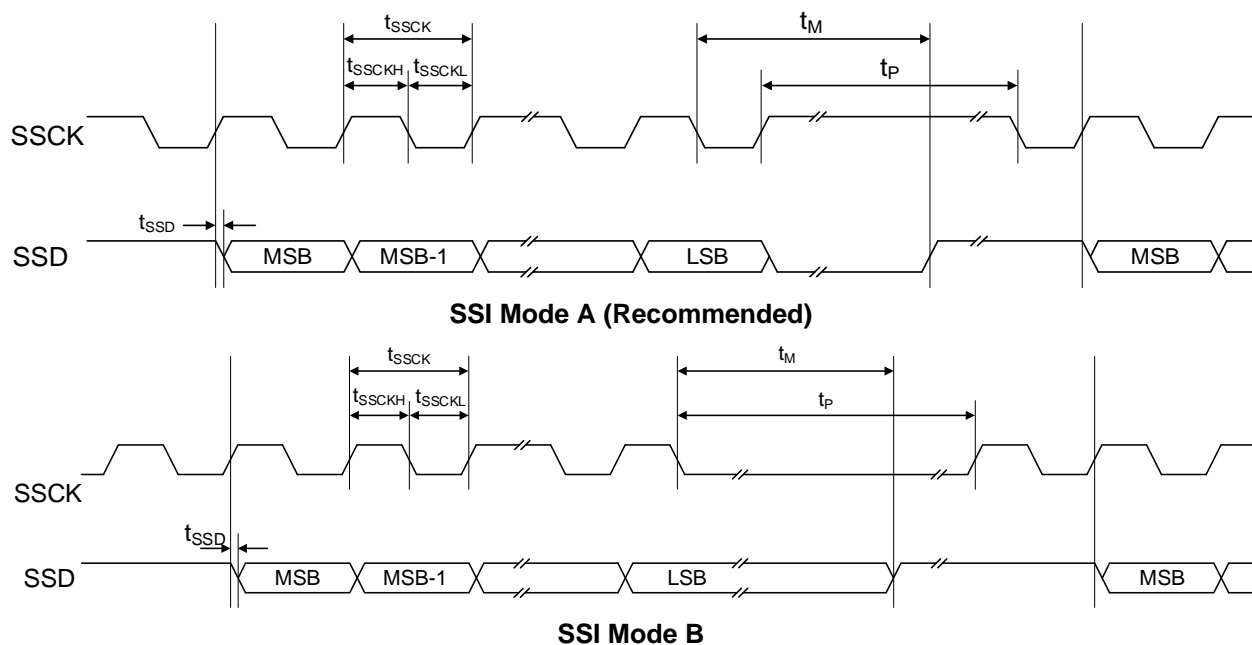 tSSCK
tM
tSSCKH
tSSCKL
tP
SSCK
tSSD
SSD
MSB
MSB-1
LSB
MSB
SSI Mode A (Recommended)
tSSCK
tM
tSSCKH
tSSCKL
tP
SSCK
tSSD
SSD
MSB
MSB-1
LSB
MSB
SSI Mode B